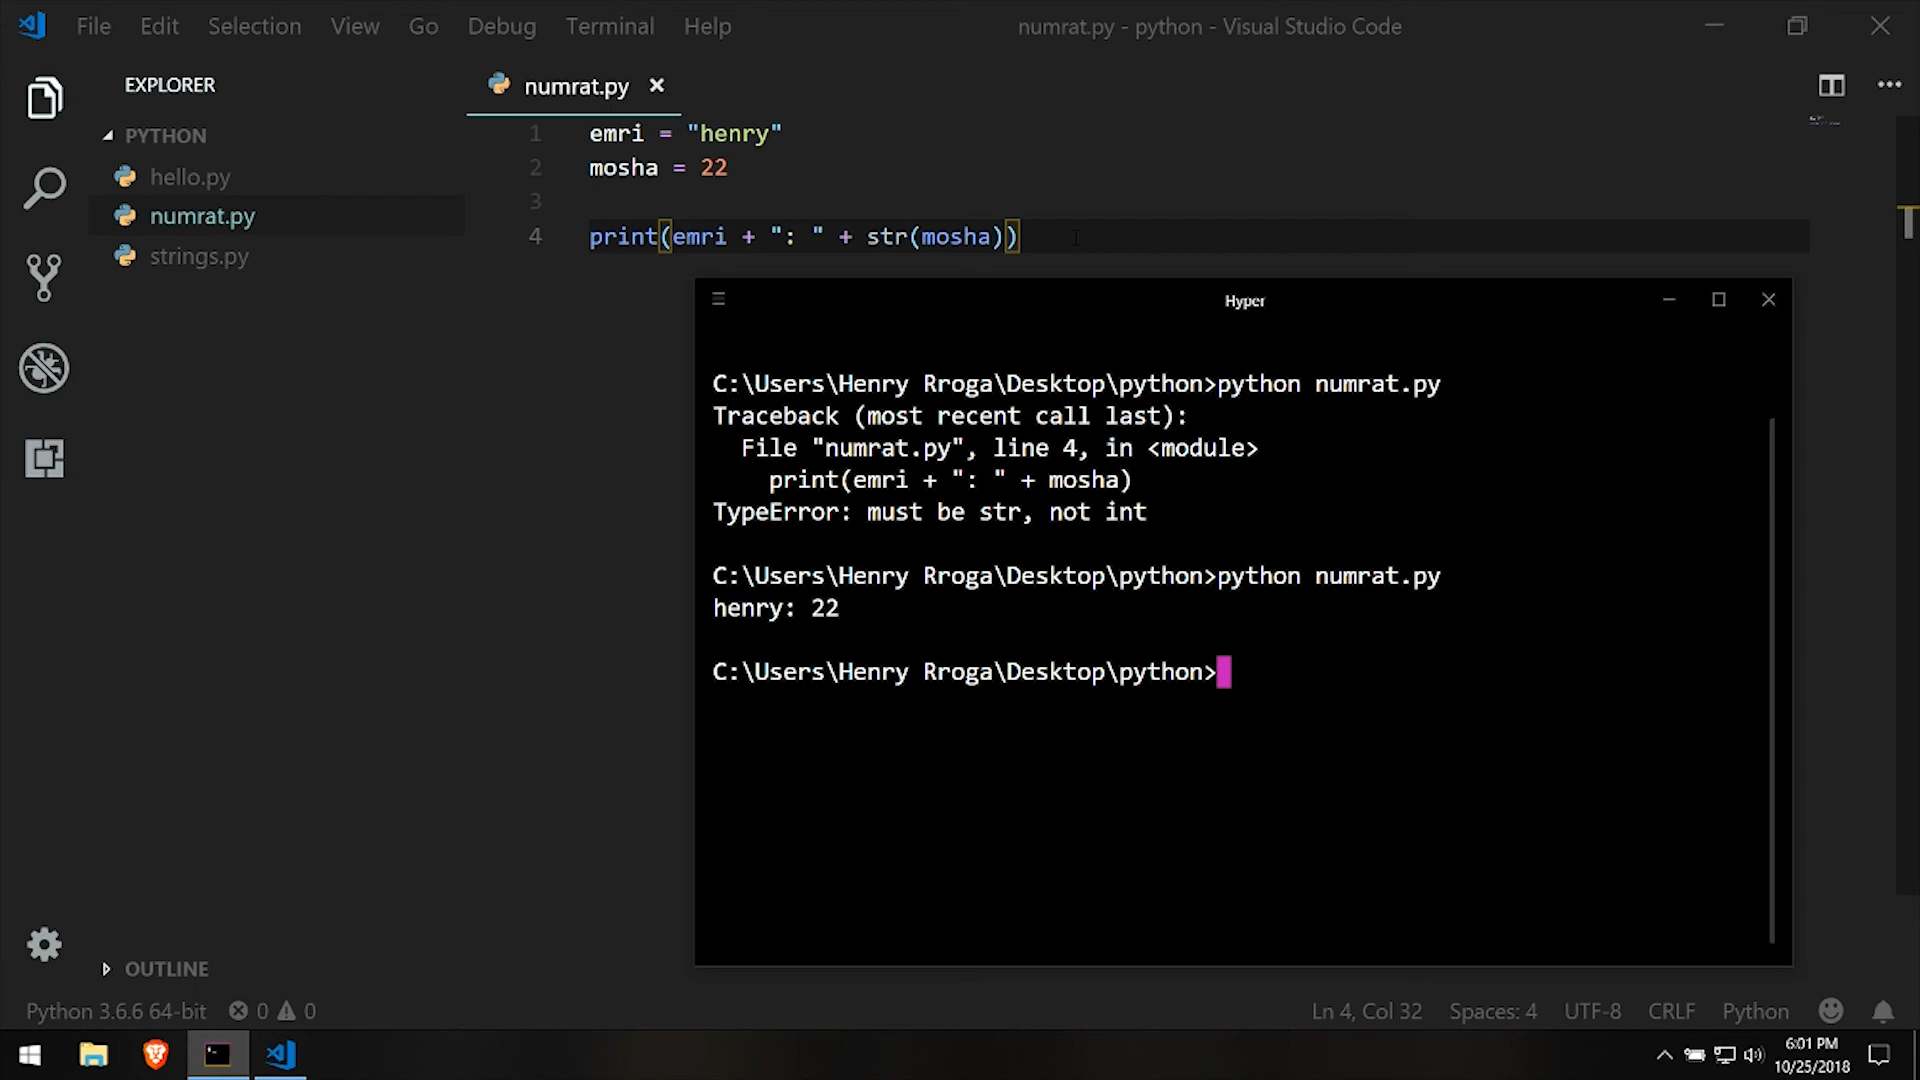 File Edit Selection View Go Debug Terminal Help
numrat.py - python - Visual Studio Code
EXPLORER
numrat.py
PYTHON
hello.py
numrat.py
strings.py
1 emri = "henry"
2 mosha = 22
3
4 print(emri + ": " + str(mosha))
Hyper
C:\Users\Henry Rroga\Desktop\python>python numrat.py
Traceback (most recent call last):
File "numrat.py", line 4, in <module>
print(emri + ": " + mosha)
TypeError: must be str, not int
C:\Users\Henry Rroga\Desktop\python>python numrat.py
henry: 22
C:\Users\Henry Rroga\Desktop\python>
OUTLINE
Python 3.6.6 64-bit 0 0
Ln 4, Col 32 Spaces: 4 UTF-8 CRLF Python
6:01 PM
10/25/2018